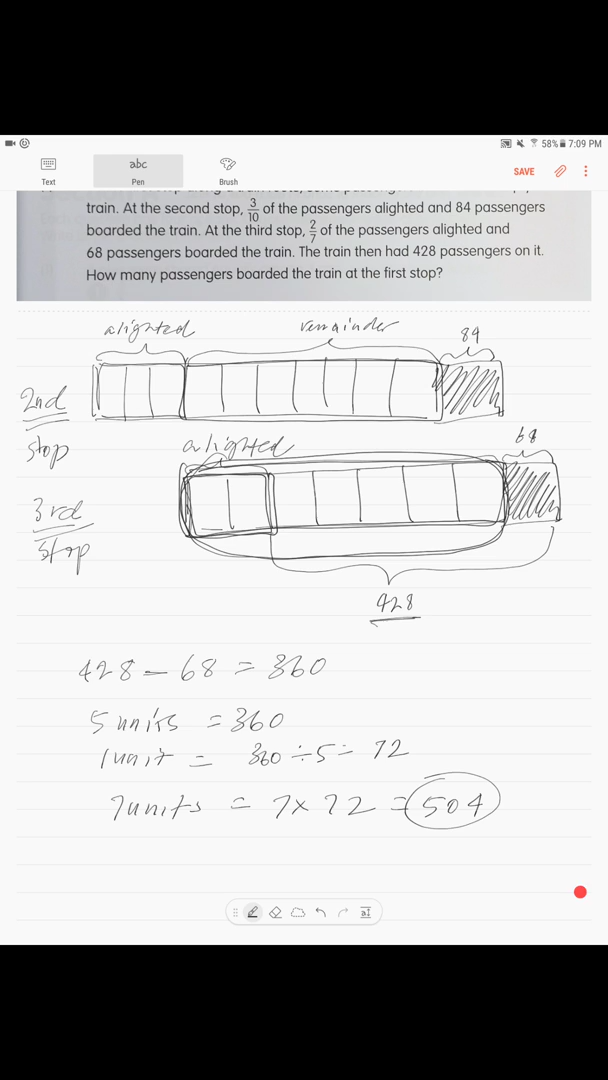 58% 7:09 PM
Text
abc
Pen
Brush
SAVE
train. At the second stop, 3/10 of the passengers alighted and 84 passengers
boarded the train. At the third stop, 2/7 of the passengers alighted and
68 passengers boarded the train. The train then had 428 passengers on it.
How many passengers boarded the train at the first stop?
alighted remainder 84
2nd
stop
alighted 68
3rd
stop
428
428 - 68 = 360
5 units = 360
1 unit = 360 ÷ 5 = 72
7 units = 7 x 72 = 504
aI